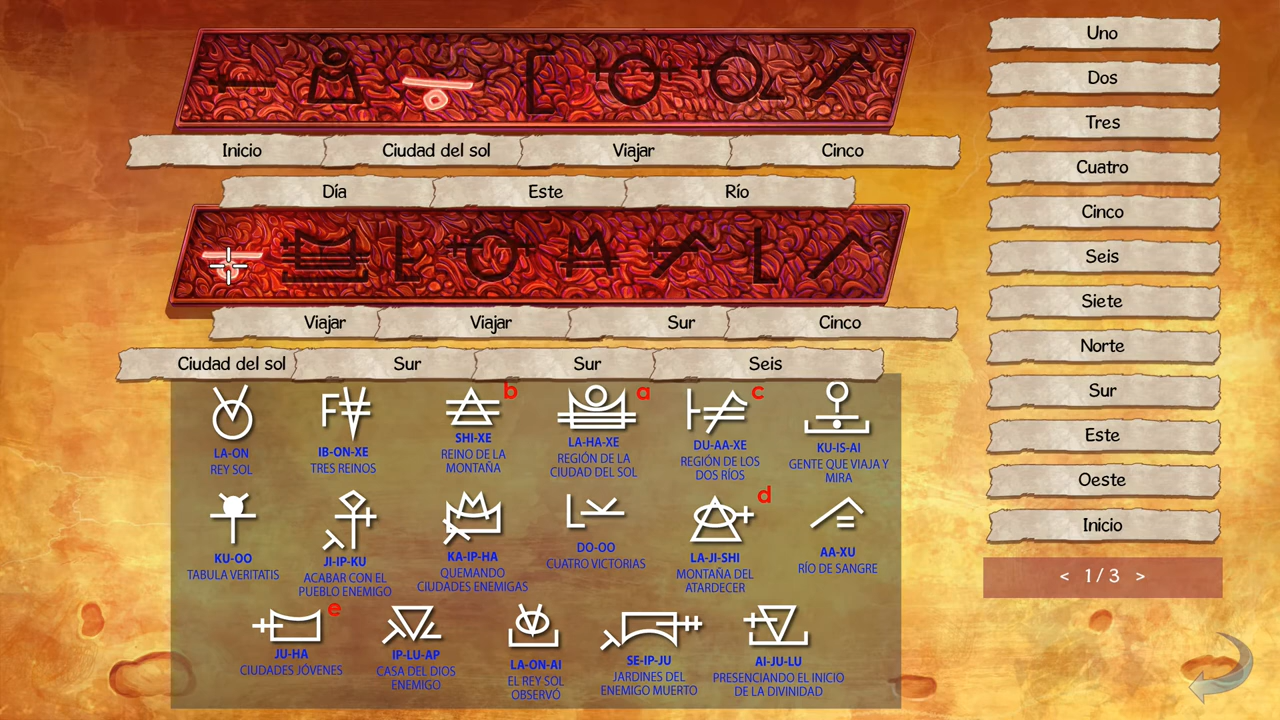 Inicio Ciudad del sol Viajar Cinco
Día Este Río
Viajar Viajar Sur Cinco
Ciudad del sol Sur Sur Seis
b a c
LA-ON
REY SOL
IB-ON-XE
TRES REINOS
SHI-XE
REINO DE LA
MONTAÑA
LA-HA-XE
REGIÓN DE LA
CIUDAD DEL SOL
DU-AA-XE
REGIÓN DE LOS
DOS RÍOS
KU-IS-AI
GENTE QUE VIAJA Y
MIRA
d
KU-OO
TABULA VERITATIS
JI-IP-KU
ACABAR CON EL
PUEBLO ENEMIGO
KA-IP-HA
QUEMANDO
CIUDADES ENEMIGAS
DO-OO
CUATRO VICTORIAS
LA-JI-SHI
MONTAÑA DEL
ATARDECER
AA-XU
RÍO DE SANGRE
e
JU-HA
CIUDADES JÓVENES
IP-LU-AP
CASA DEL DIOS
ENEMIGO
LA-ON-AI
EL REY SOL
OBSERVÓ
SE-IP-JU
JARDINES DEL
ENEMIGO MUERTO
AI-JU-LU
PRESENCIANDO EL INICIO
DE LA DIVINIDAD
Uno
Dos
Tres
Cuatro
Cinco
Seis
Siete
Norte
Sur
Este
Oeste
Inicio
< 1 / 3 >